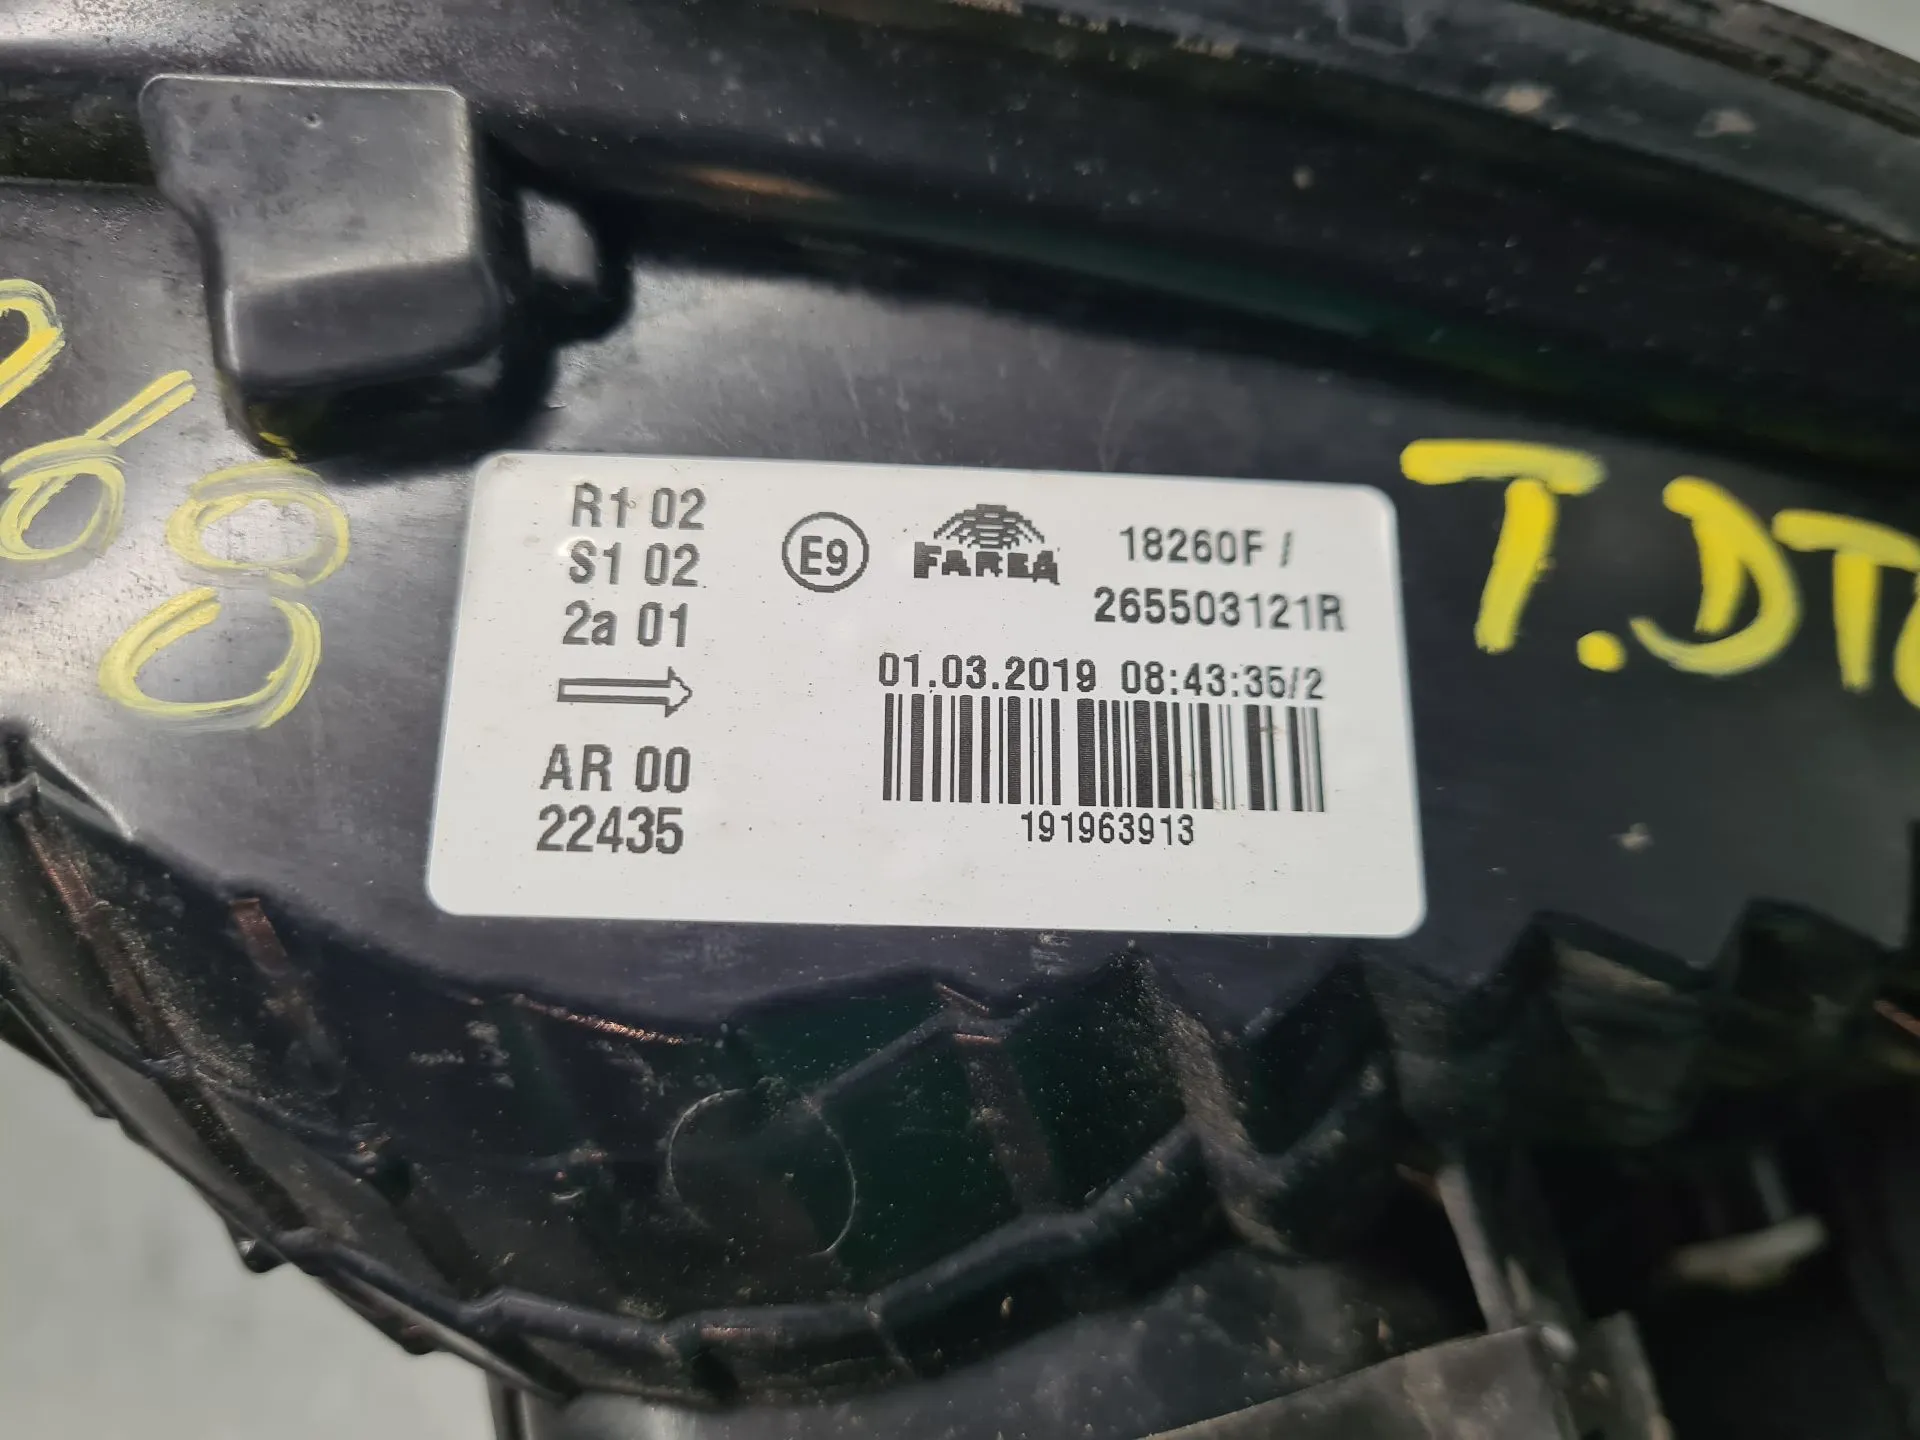 R1 02
S1 02
2a 01
AR 00
22435
E9
FAREA
18260F /
265503121R
01.03.2019 08:43:35/2
191963913
T.DTO